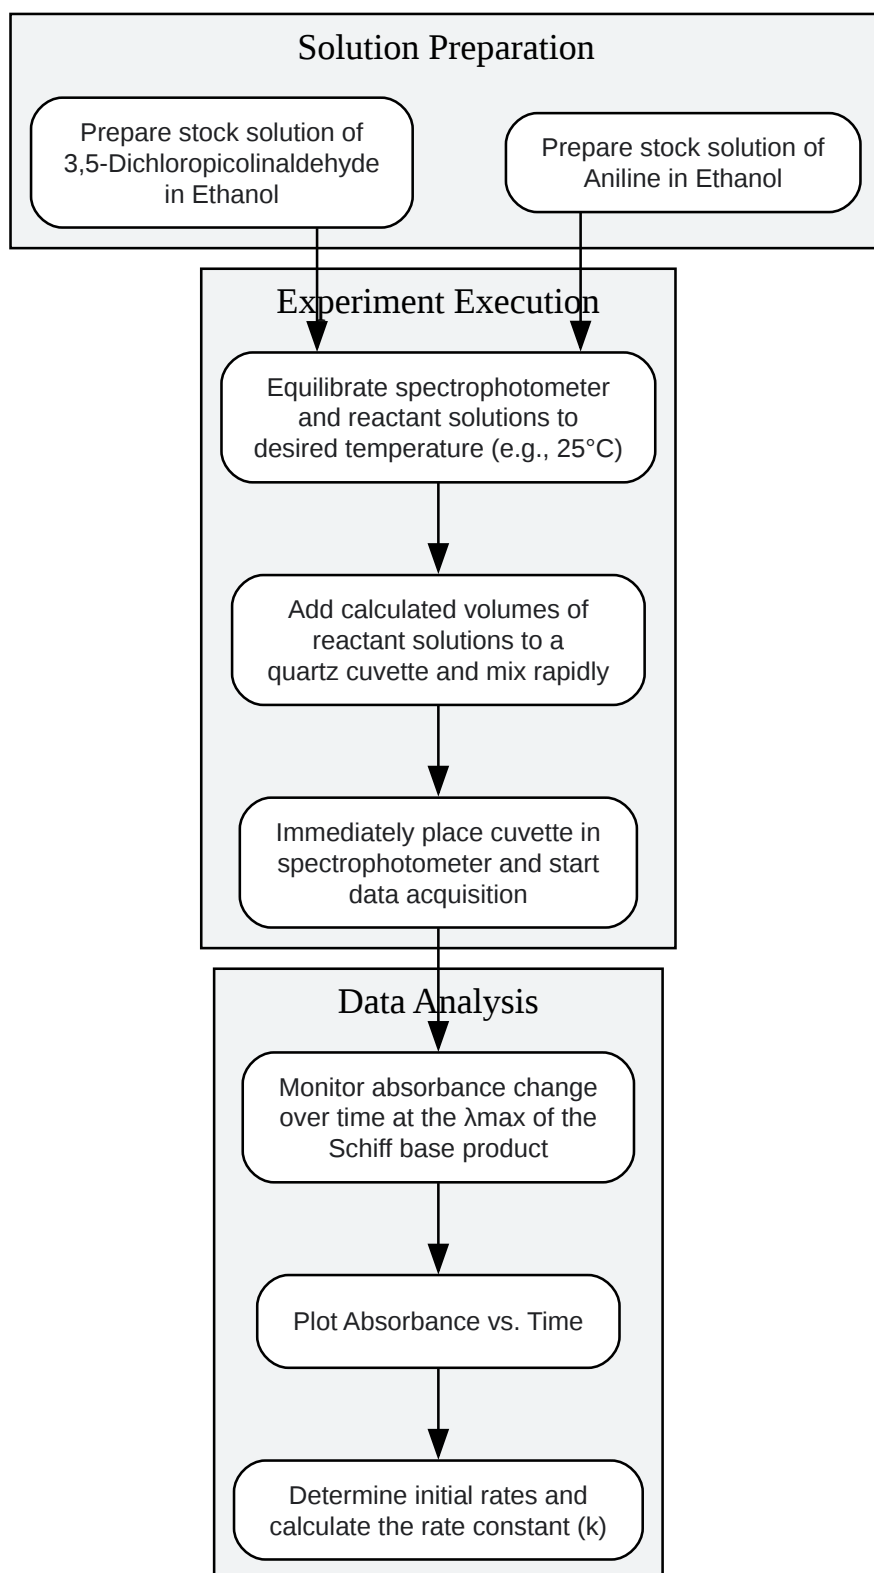 Solution Preparation
Prepare stock solution of
3,5-Dichloropicolinaldehyde
in Ethanol
Prepare stock solution of
Aniline in Ethanol
Experiment Execution
Equilibrate spectrophotometer
and reactant solutions to
desired temperature (e.g., 25°C)
Add calculated volumes of
reactant solutions to a
quartz cuvette and mix rapidly
Immediately place cuvette in
spectrophotometer and start
data acquisition
Data Analysis
Monitor absorbance change
over time at the λmax of the
Schiff base product
Plot Absorbance vs. Time
Determine initial rates and
calculate the rate constant (k)